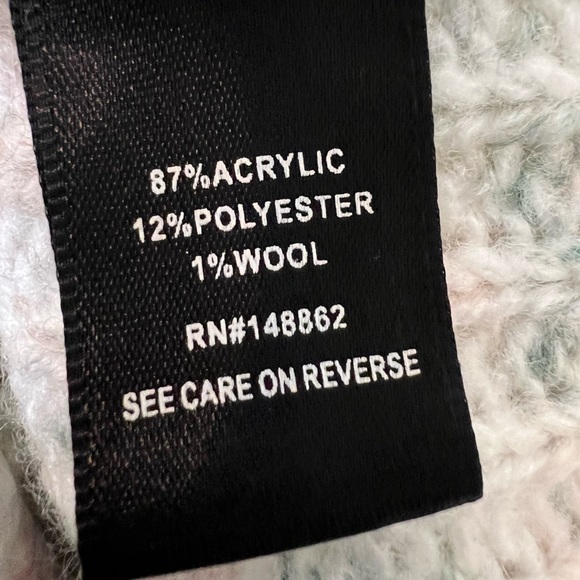 87%ACRYLIC
12%POLYESTER
1%WOOL
RN#148862
SEE CARE ON REVERSE